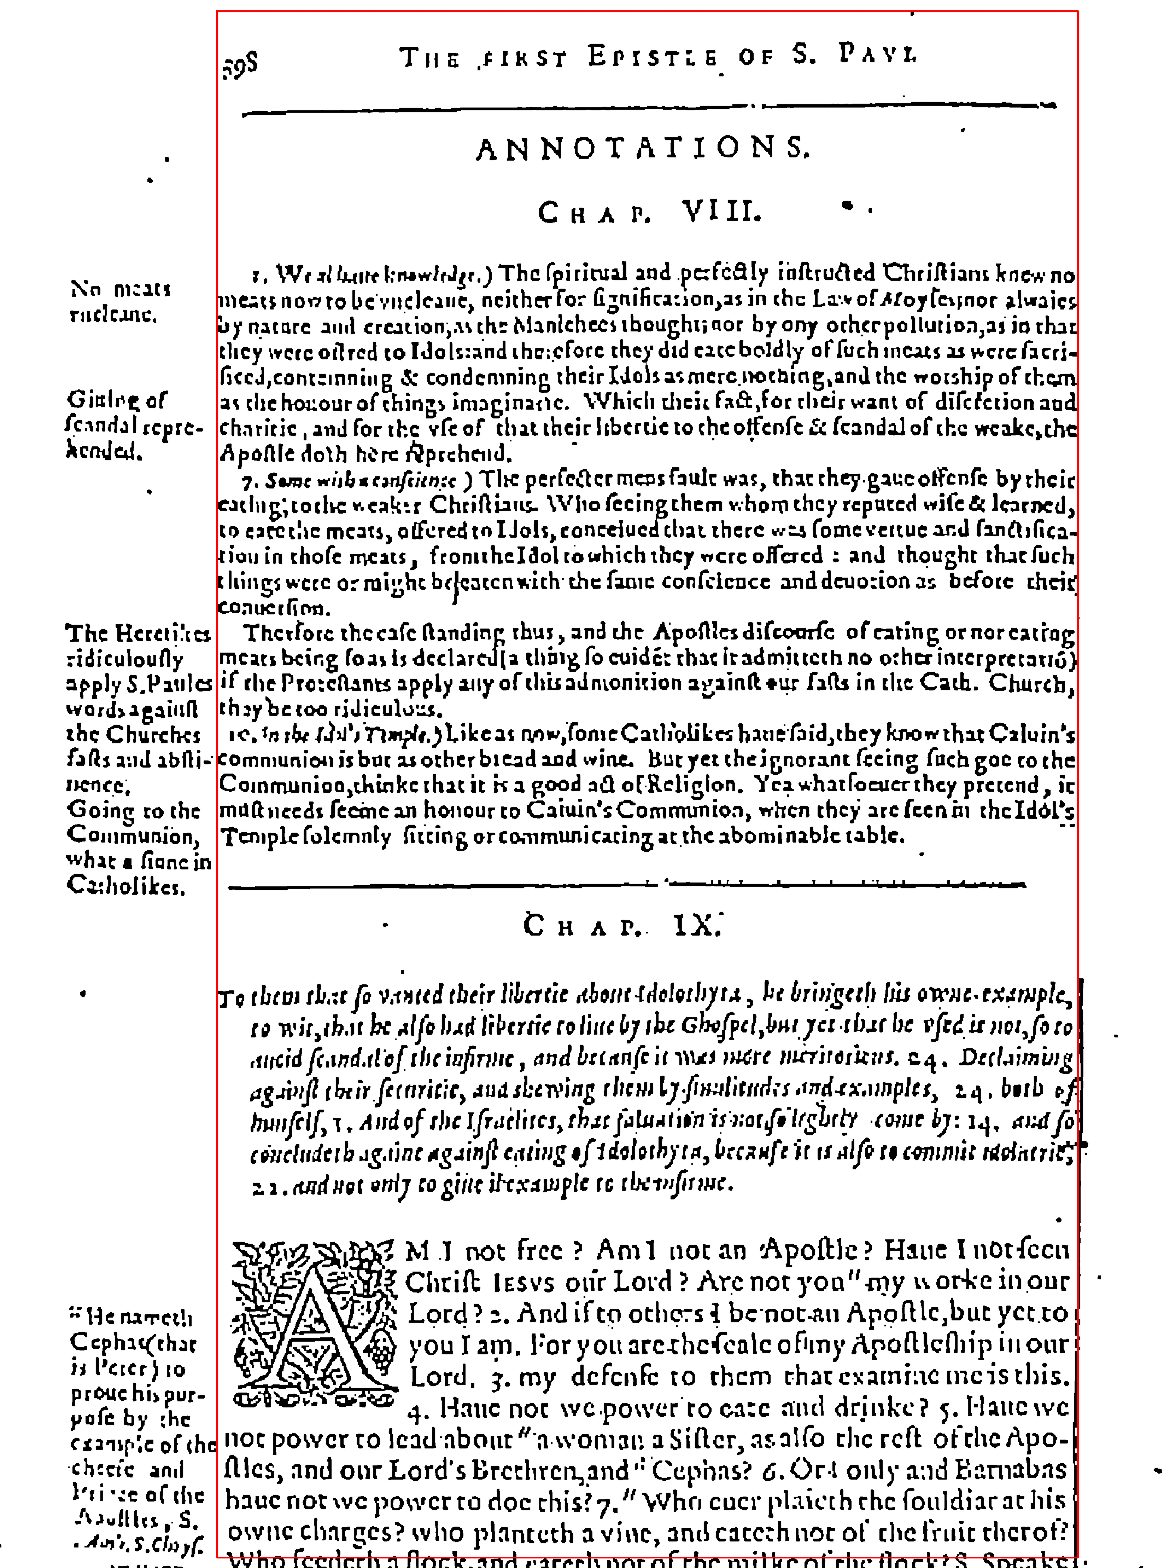 598 THE FIRST EPISTLE OF S. PAVL
ANNOTATIONS.
CHAP. VIII.
No meats
vncleane.
1. We al haue knowledge.) The ſpiritual and perfectly inſtructed Chriſtians knew no
meats now to be vncleane, neither for ſignification, as in the Law of Moyſes; nor alwaies
by nature and creation, as the Manichees thought; nor by ony other pollution, as in that
they were offred to Idols: and therefore they did eate boldly of ſuch meats as were ſacri-
ficed, contemning & condemning their Idols as mere nothing, and the worship of them
Giuing of
ſcandal repre-
hended.
as the honour of things imaginarie. Which their fact, for their want of diſcretion and
charitie, and for the vſe of that their libertie to the offenſe & ſcandal of the weake, the
Apoſtle doth here reprehend.
7. Some with a conſcience) The perfecter mens fault was, that they gaue offenſe by their
eating; to the weaker Chriſtians. Who ſeeing them whom they reputed wiſe & learned,
to eate the meats, offered to Idols, conceiued that there was ſome vertue and ſanctifica-
tion in thoſe meats, from the Idol to which they were offered: and thought that ſuch
things were or might be eaten with the ſame conſcience and deuotion as before their
conuerſion.
The Heretikes
ridiculouſly
apply S. Paules
words againſt
the Churches
faſts and abſti-
nence.
Therfore the caſe ſtanding thus, and the Apoſtles diſcourſe of eating or not eating
meats being ſo as is declared (a thing ſo euidēt that it admitteth no other interpretatiō)
if the Proteſtants apply any of this admonition againſt our faſts in the Cath. Church,
they be too ridiculous.
10. In the Idol's Temple.) Like as now, ſome Catholikes haue ſaid, they know that Caluin's
communion is but as other bread and wine. But yet the ignorant ſeeing ſuch goe to the
Communion, thinke that it is a good act of Religion. Yea whatſoeuer they pretend, it
muſt needs ſeeme an honour to Caluin's Communion, when they are ſeen in the Idol's
Temple ſolemnly ſitting or communicating at the abominable table.
Going to the
Communion,
what a ſinne in
Catholikes.
CHAP. IX.
To them that ſo vanted their libertie about Idolothyta, he bringeth his owne example,
to wit, that he alſo had libertie to liue by the Ghoſpel, but yet that he vſed it not, ſo to
auoid ſcandal of the infirme, and becauſe it was more meritorious. 24. Declaiming
againſt their ſecuritie, and shewing them by ſimilitudes and examples, 24. both of
himſelf, 1. And of the Iſraelites, that ſaluation is not ſo lightly come by: 14. and ſo
concludeth againe againſt eating of Idolothyta, becauſe it is alſo to commit idolatrie,
22. and not only to giue il example to the infirme.
AM I not free? Am I not an Apoſtle? Haue I not ſeen
Chriſt IESVS our Lord? Are not you " my worke in our
Lord? 2. And if to others I be not an Apoſtle, but yet to
you I am. For you are the ſeale of my Apoſtleſhip in our
Lord. 3. my defenſe to them that examine me is this.
4. Haue not we power to eate and drinke? 5. Haue we
not power to lead about " a woman a Siſter, as alſo the reſt of the Apo-
ſtles, and our Lord's Brethren, and " Cephas? 6. Or I only and Barnabas
haue not we power to doe this? 7. " Who euer plaieth the ſouldiar at his
owne charges? who planteth a vine, and eateth not of the fruit therof?
Who feedeth a flock, and eateth not of the milke of the flock? 8. Speake
" He nameth
Cephas (that
is Peter) to
proue his pur-
poſe by the
example of the
cheefe and
Prince of the
Apoſtles, S.